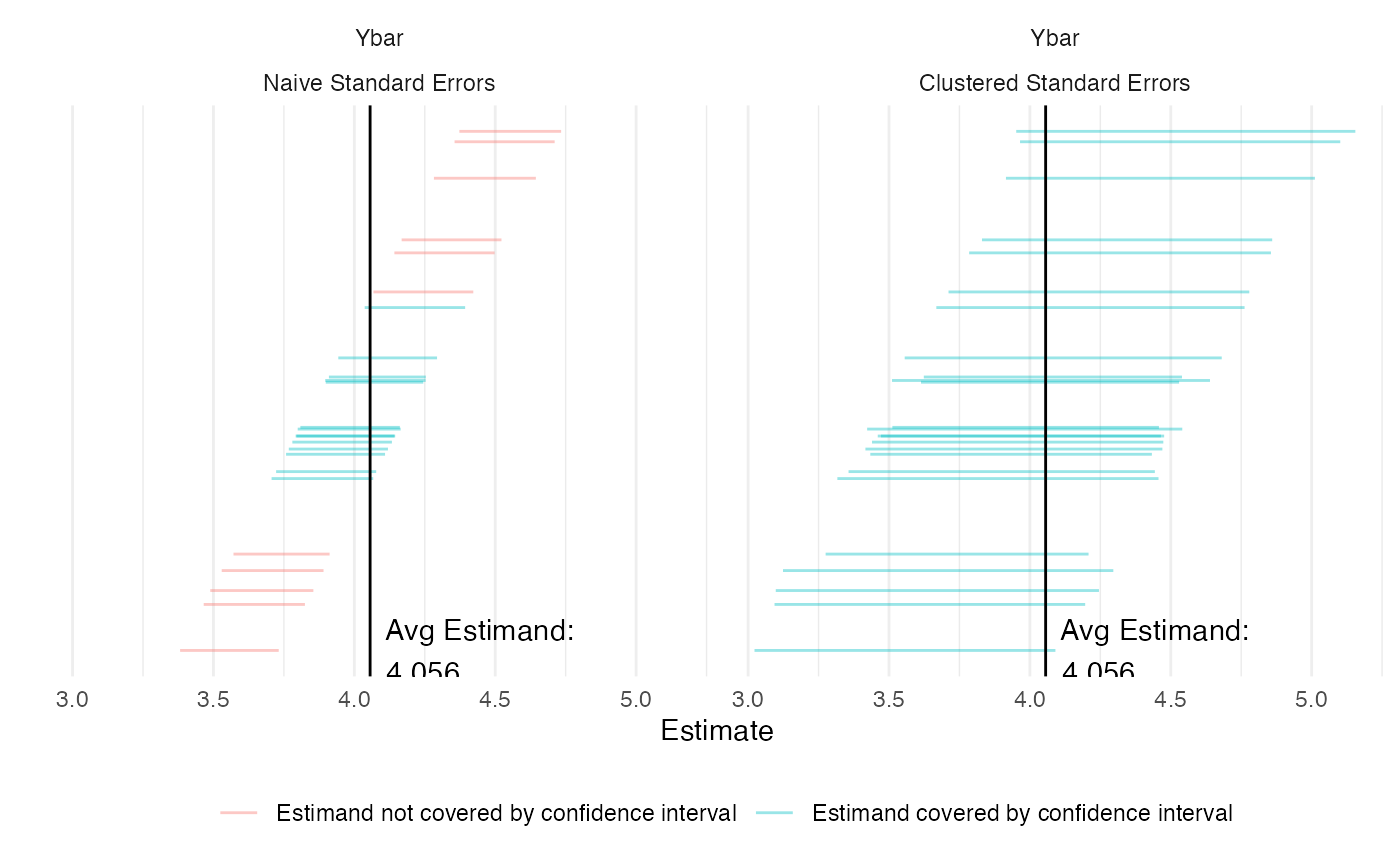 Ybar Ybar
Naive Standard Errors Clustered Standard Errors
Avg Estimand: Avg Estimand:
4.056 4.056
3.0 3.5 4.0 4.5 5.0 3.0 3.5 4.0 4.5 5.0
Estimate
Estimand not covered by confidence interval Estimand covered by confidence interval